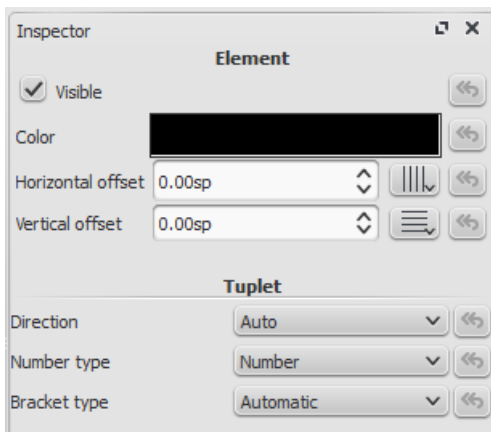 Inspector
Element
Visible
Color
Horizontal offset 0.00sp
Vertical offset 0.00sp
Tuplet
Direction Auto
Number type Number
Bracket type Automatic